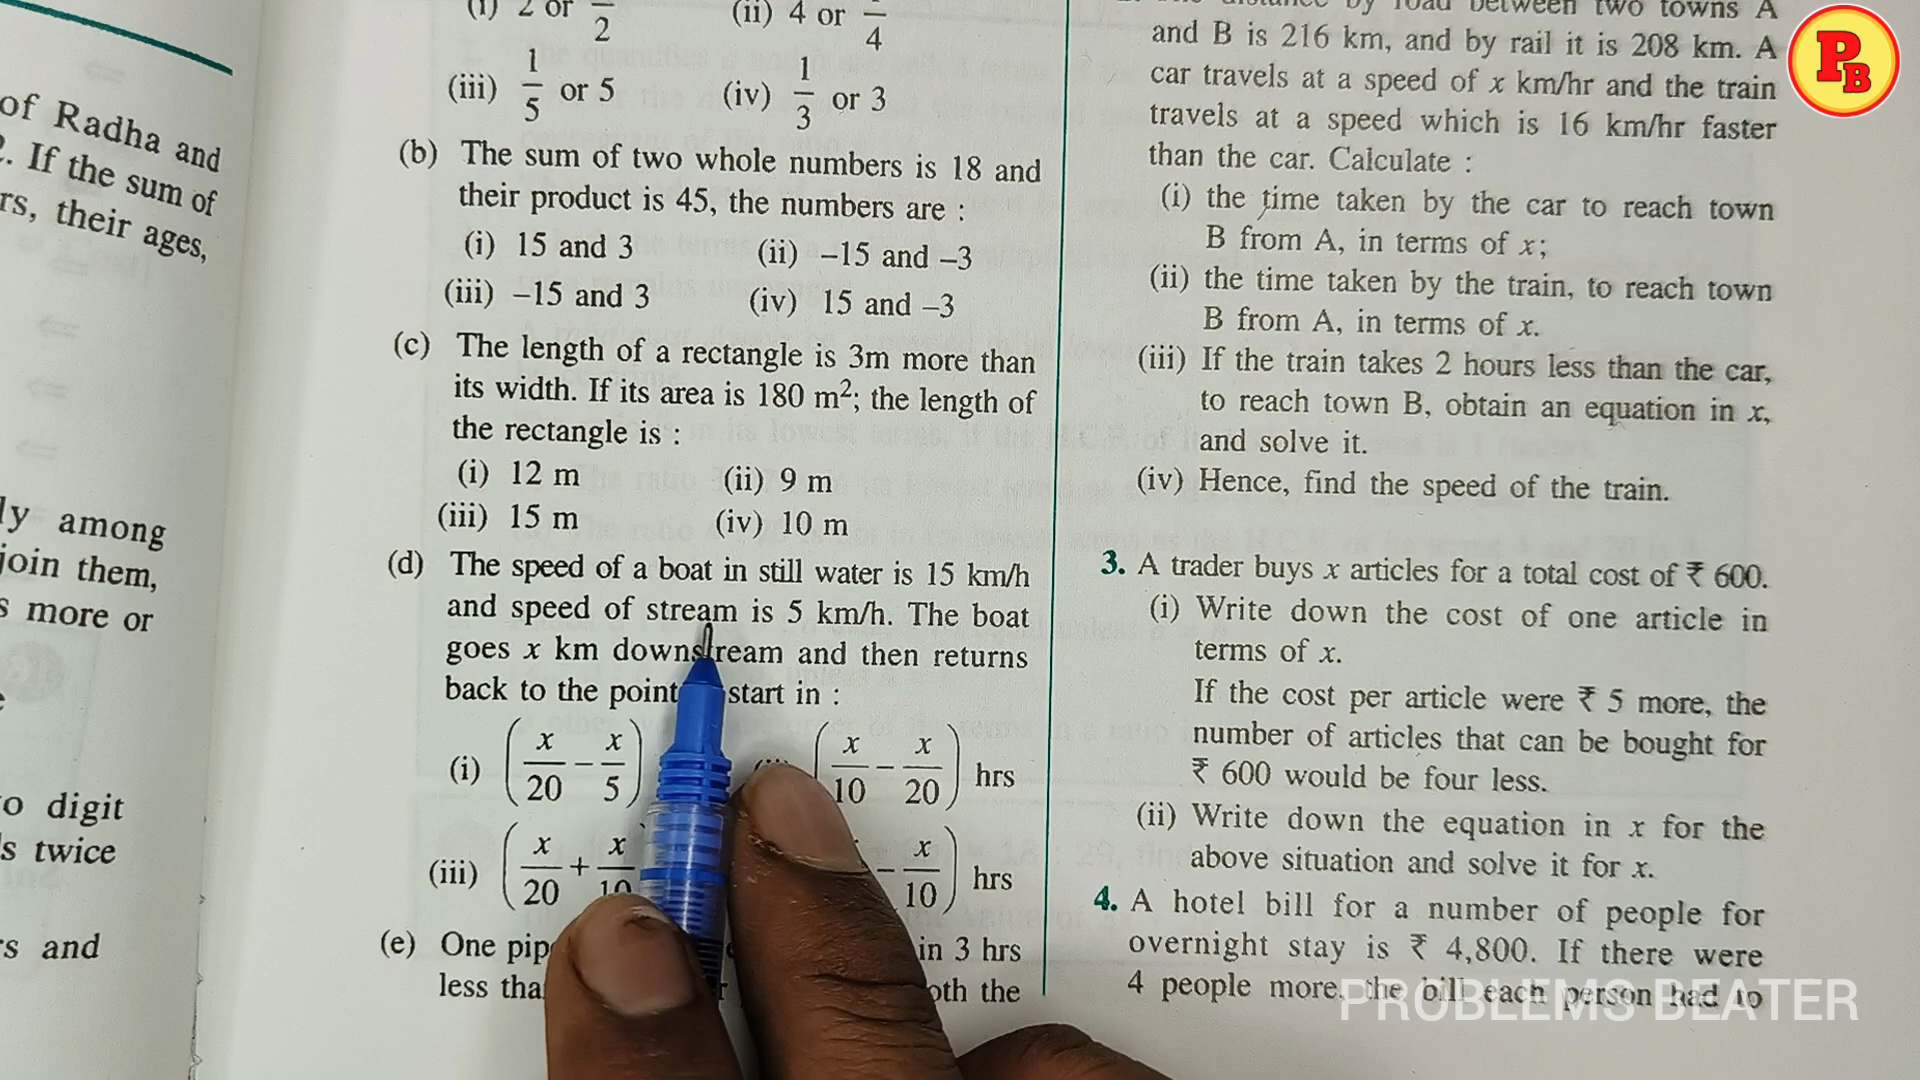 of Radha and
. If the sum of
rs, their ages,
ly among
join them,
s more or
o digit
s twice
s and
(i) 2 or 2
(ii) 4 or 4
(iii) 1/5 or 5
(iv) 1/3 or 3
(b) The sum of two whole numbers is 18 and
their product is 45, the numbers are :
(i) 15 and 3
(ii) –15 and –3
(iii) –15 and 3
(iv) 15 and –3
(c) The length of a rectangle is 3m more than
its width. If its area is 180 m²; the length of
the rectangle is :
(i) 12 m
(ii) 9 m
(iii) 15 m
(iv) 10 m
(d) The speed of a boat in still water is 15 km/h
and speed of stream is 5 km/h. The boat
goes x km downstream and then returns
back to the point start in :
(i) (x/20 − x/5)
(x/10 − x/20) hrs
(iii) (x/20 + x/10
− x/10) hrs
(e) One pip in 3 hrs
less tha oth the
between two towns A
and B is 216 km, and by rail it is 208 km. A
car travels at a speed of x km/hr and the train
travels at a speed which is 16 km/hr faster
than the car. Calculate :
(i) the time taken by the car to reach town
B from A, in terms of x;
(ii) the time taken by the train, to reach town
B from A, in terms of x.
(iii) If the train takes 2 hours less than the car,
to reach town B, obtain an equation in x,
and solve it.
(iv) Hence, find the speed of the train.
3. A trader buys x articles for a total cost of ₹ 600.
(i) Write down the cost of one article in
terms of x.
If the cost per article were ₹ 5 more, the
number of articles that can be bought for
₹ 600 would be four less.
(ii) Write down the equation in x for the
above situation and solve it for x.
4. A hotel bill for a number of people for
overnight stay is ₹ 4,800. If there were
4 people more, the bill each person had to
PB
PROBLEMS BEATER